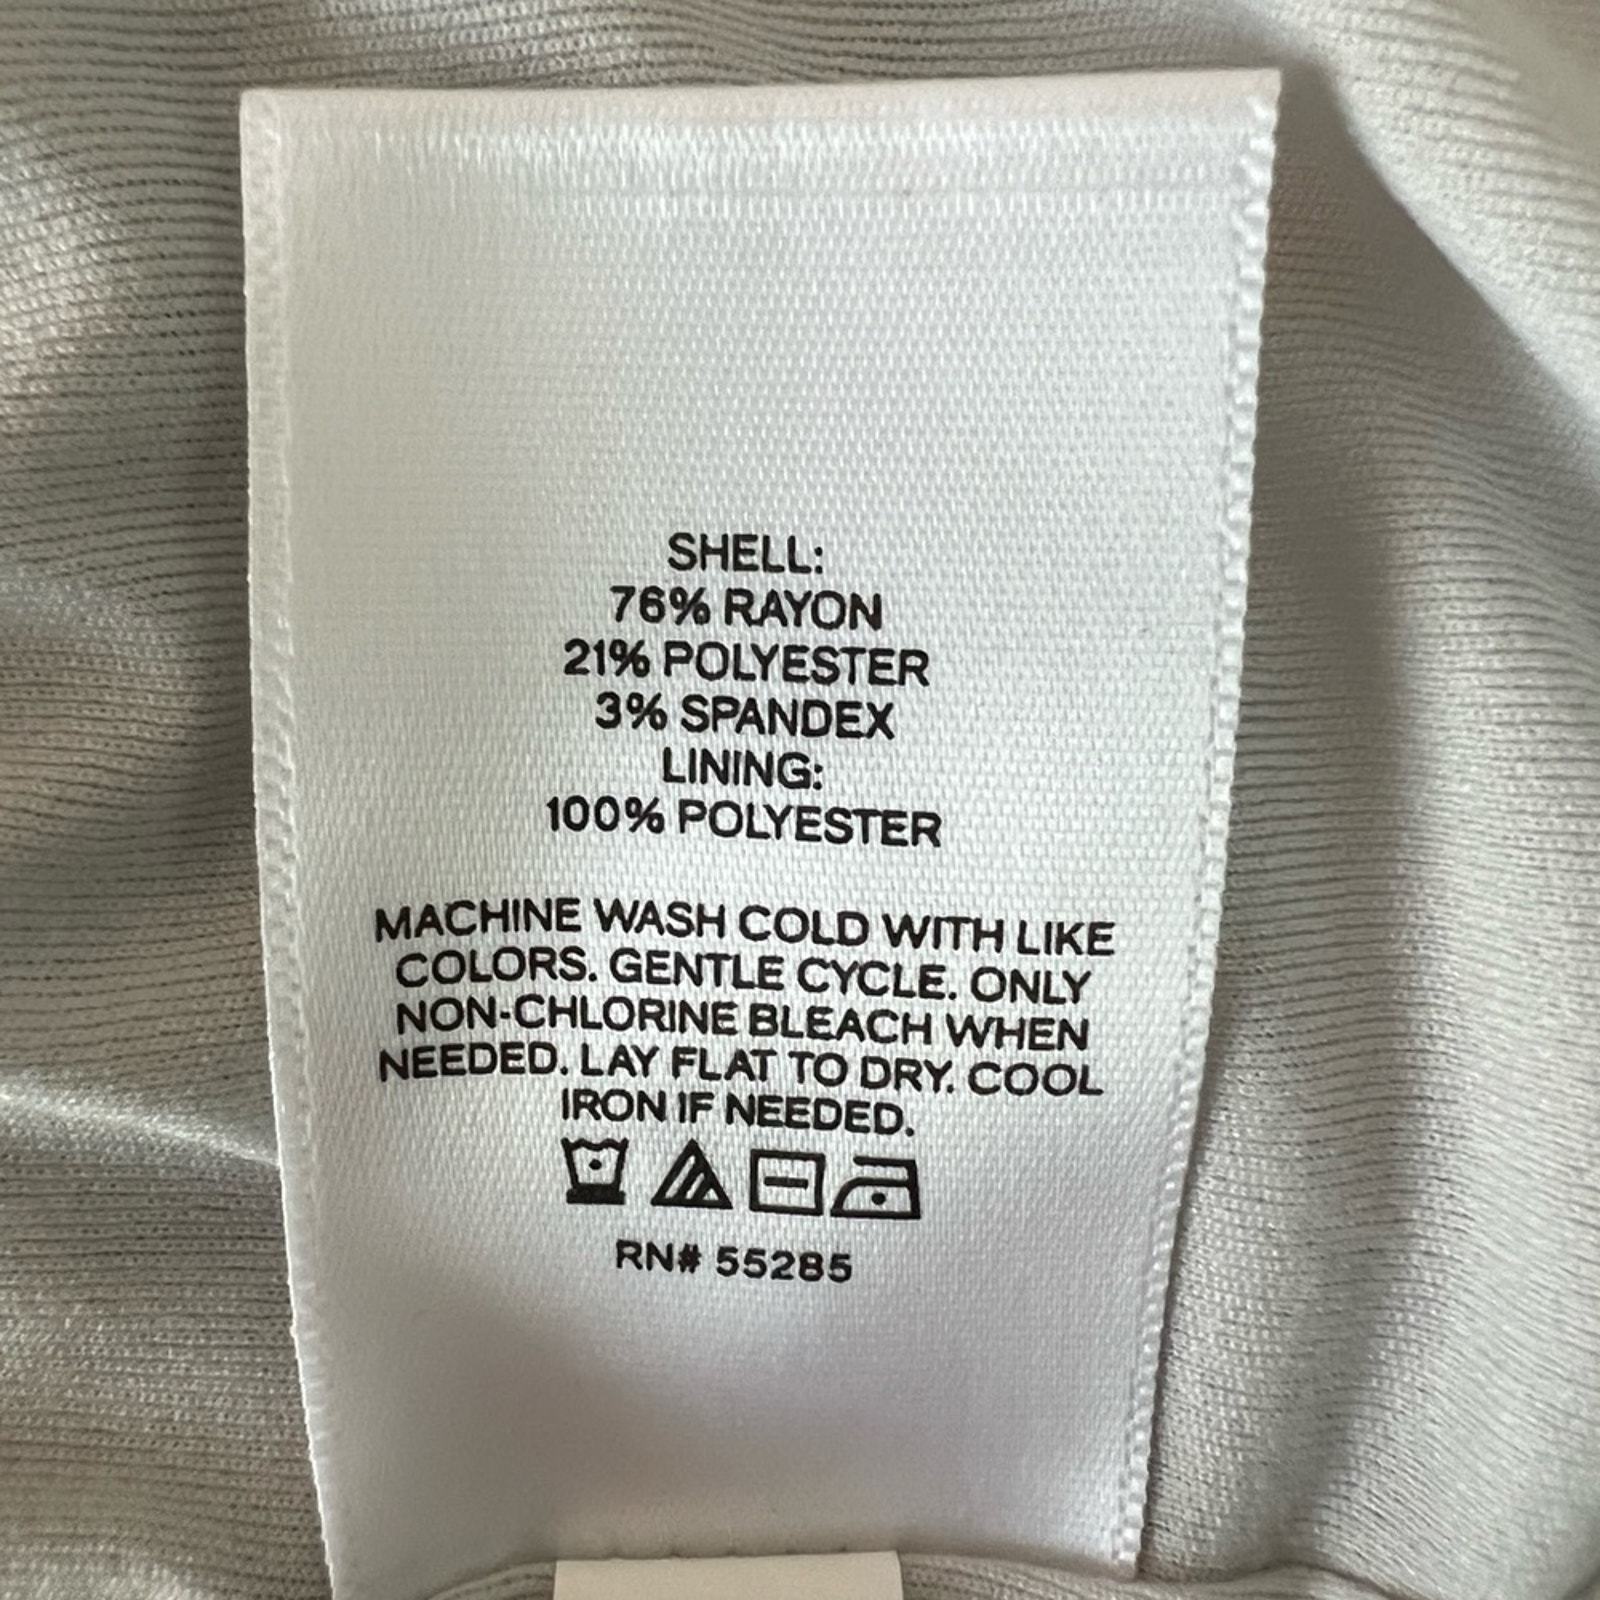 SHELL:
76% RAYON
21% POLYESTER
3% SPANDEX
LINING:
100% POLYESTER
MACHINE WASH COLD WITH LIKE
COLORS. GENTLE CYCLE. ONLY
NON-CHLORINE BLEACH WHEN
NEEDED. LAY FLAT TO DRY. COOL
IRON IF NEEDED.
RN# 55285